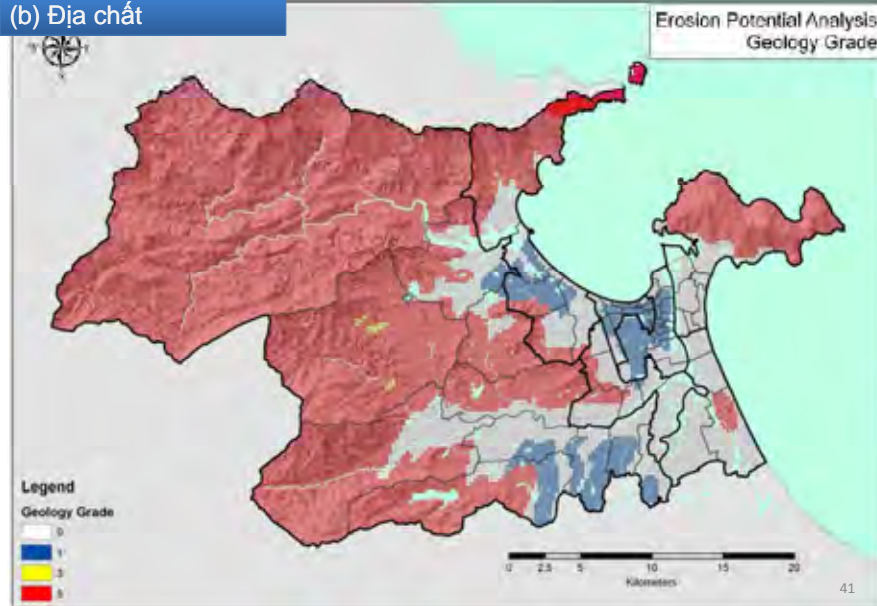 (b) Địa chất
Erosion Potential Analysis
Geology Grade
Legend
Geology Grade
0
1
3
5
0 2.5 5 10 15 20
Kilometers
41